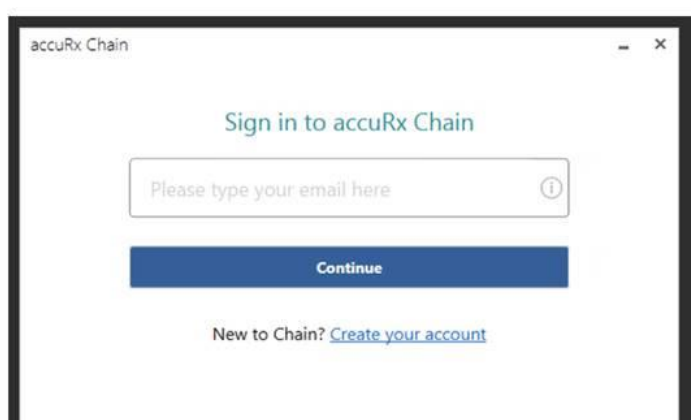 accuRx Chain
Sign in to accuRx Chain
Please type your email here
Continue
New to Chain? Create your account